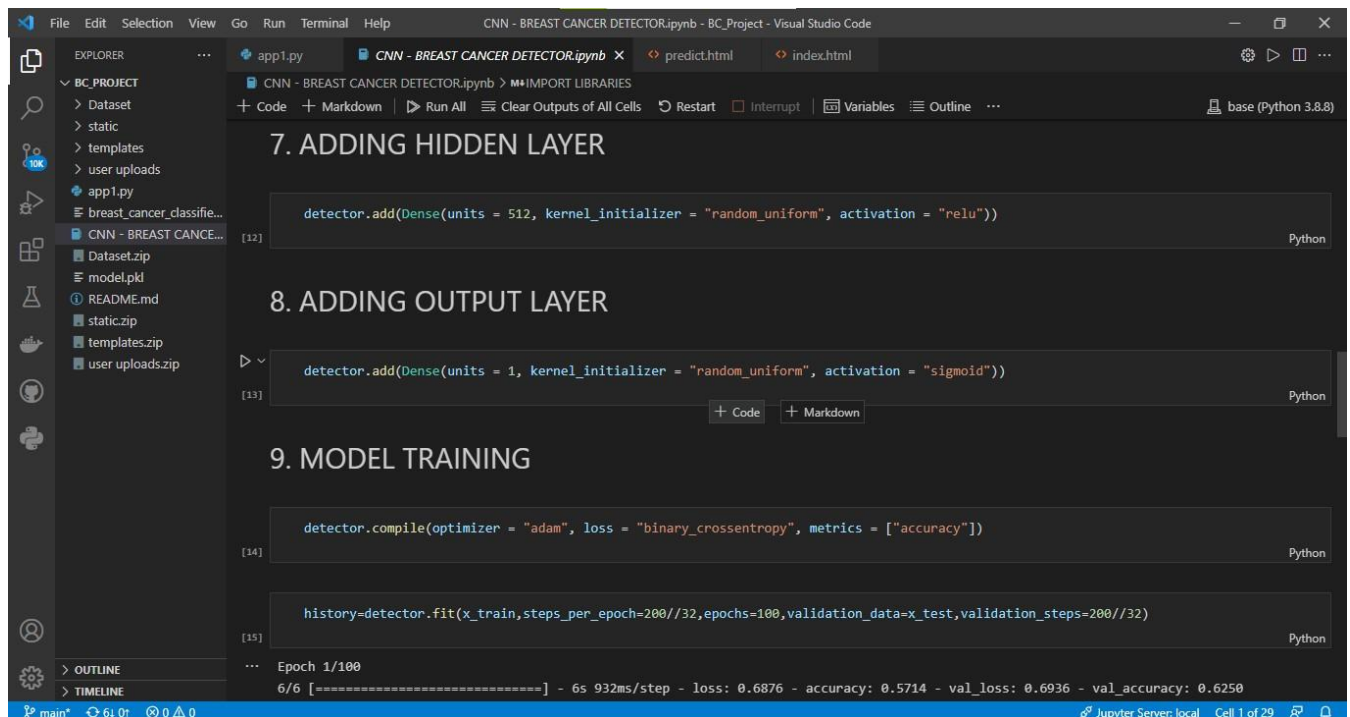 File Edit Selection View Go Run Terminal Help
CNN - BREAST CANCER DETECTOR.ipynb - BC_Project - Visual Studio Code
EXPLORER
BC_PROJECT
Dataset
static
templates
user uploads
app1.py
breast_cancer_classifie...
CNN - BREAST CANCE...
Dataset.zip
model.pkl
README.md
static.zip
templates.zip
user uploads.zip
OUTLINE
TIMELINE
10K
app1.py CNN - BREAST CANCER DETECTOR.ipynb predict.html index.html
CNN - BREAST CANCER DETECTOR.ipynb > M↓IMPORT LIBRARIES
+ Code + Markdown Run All Clear Outputs of All Cells Restart Interrupt Variables Outline ... base (Python 3.8.8)
7. ADDING HIDDEN LAYER
detector.add(Dense(units = 512, kernel_initializer = "random_uniform", activation = "relu"))
[12] Python
8. ADDING OUTPUT LAYER
detector.add(Dense(units = 1, kernel_initializer = "random_uniform", activation = "sigmoid"))
[13] Python
+ Code + Markdown
9. MODEL TRAINING
detector.compile(optimizer = "adam", loss = "binary_crossentropy", metrics = ["accuracy"])
[14] Python
history=detector.fit(x_train,steps_per_epoch=200//32,epochs=100,validation_data=x_test,validation_steps=200//32)
[15] Python
... Epoch 1/100
6/6 [==============================] - 6s 932ms/step - loss: 0.6876 - accuracy: 0.5714 - val_loss: 0.6936 - val_accuracy: 0.6250
main* 6↓ 0↑ 0 0 Jupyter Server: local Cell 1 of 29